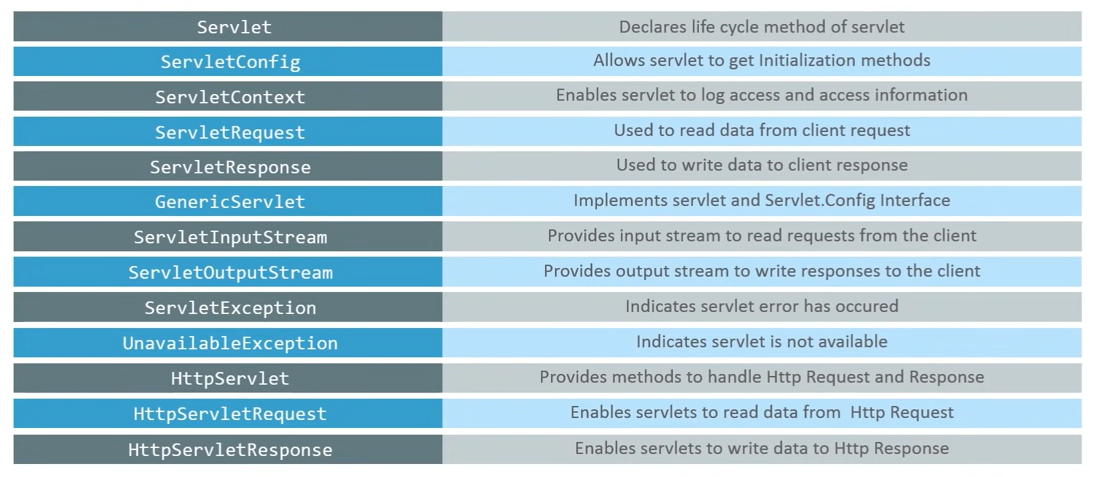 Servlet Declares life cycle method of servlet
ServletConfig Allows servlet to get Initialization methods
ServletContext Enables servlet to log access and access information
ServletRequest Used to read data from client request
ServletResponse Used to write data to client response
GenericServlet Implements servlet and Servlet.Config Interface
ServletInputStream Provides input stream to read requests from the client
ServletOutputStream Provides output stream to write responses to the client
ServletException Indicates servlet error has occured
UnavailableException Indicates servlet is not available
HttpServlet Provides methods to handle Http Request and Response
HttpServletRequest Enables servlets to read data from Http Request
HttpServletResponse Enables servlets to write data to Http Response